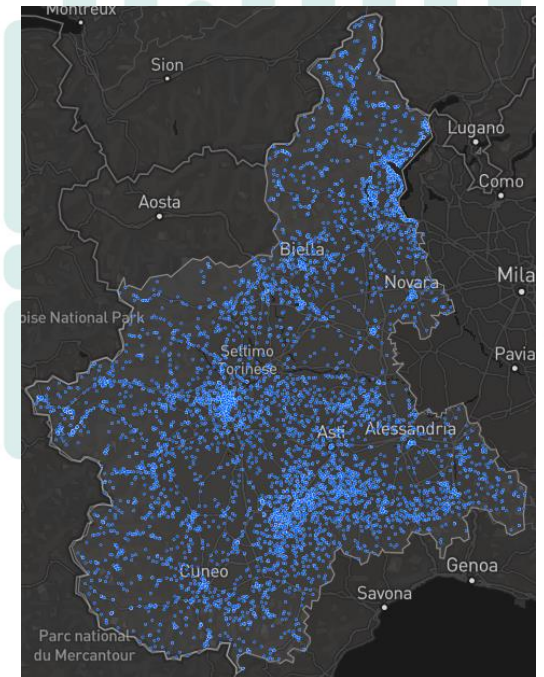 Montreux
Sion
Lugano
Como
Aosta
Biella
Novara
Mila
oise National Park
Settimo
Torinese
Pavia
Asti
Alessandria
Cuneo
Genoa
Savona
Parc national
du Mercantour